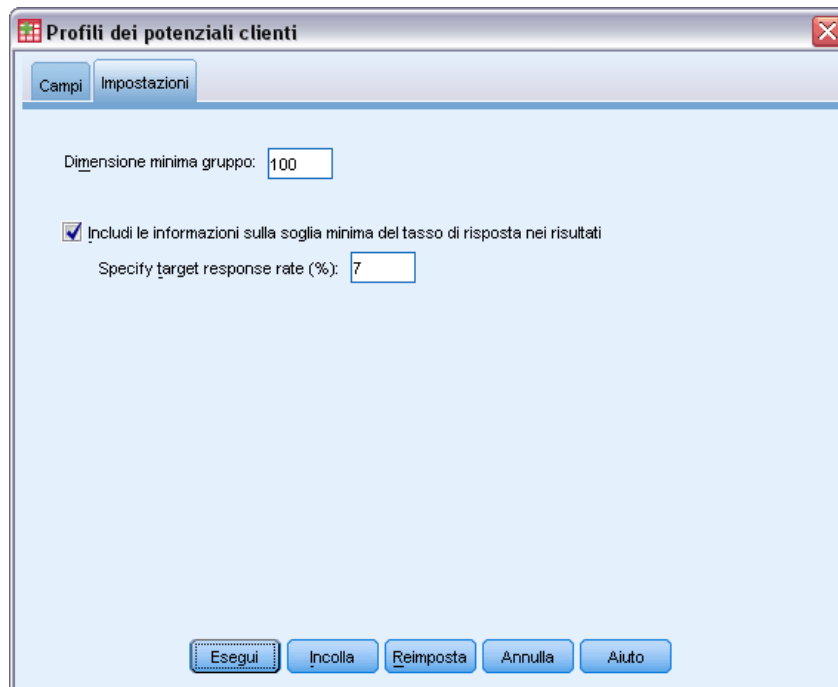 Profili dei potenziali clienti
Campi Impostazioni
Dimensione minima gruppo: 100
Includi le informazioni sulla soglia minima del tasso di risposta nei risultati
Specify target response rate (%): 7
Esegui Incolla Reimposta Annulla Aiuto